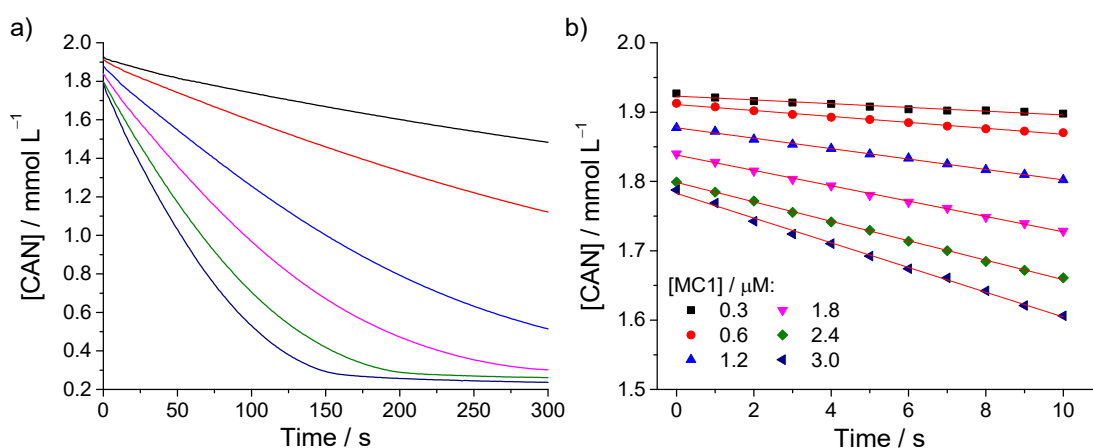 a)
[CAN] / mmol L⁻¹
2.0
1.8
1.6
1.4
1.2
1.0
0.8
0.6
0.4
0.2
0 50 100 150 200 250 300
Time / s
b)
[CAN] / mmol L⁻¹
2.0
1.9
1.8
1.7
1.6
1.5
[MC1] / μM:
0.3 1.8
0.6 2.4
1.2 3.0
0 2 4 6 8 10
Time / s